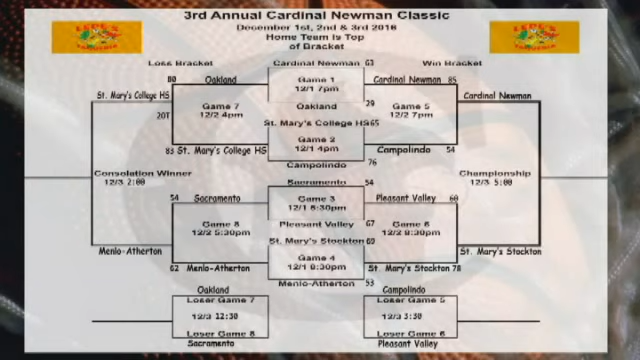 3rd Annual Cardinal Newman Classic
December 1st, 2nd & 3rd 2016
Home Team is Top
of Bracket
Loss Bracket
Cardinal Newman 63
Win Bracket
80 Oakland
Game 1
12/1 7pm
Cardinal Newman 85
St. Mary's College HS
Cardinal Newman
Game 7
12/2 4pm
Oakland 29
Game 5
12/2 7pm
2OT
St. Mary's College HS 65
Game 2
12/1 4pm
83 St. Mary's College HS
Campolindo 54
Campolindo 76
Consolation Winner
12/3 2:00
Championship
12/3 5:00
Sacramento 54
54 Sacramento
Game 3
12/1 5:30pm
Pleasant Valley 60
Game 8
12/2 5:30pm
Pleasant Valley 67
Game 6
12/2 8:30pm
St. Mary's Stockton 69
Menlo-Atherton
Game 4
12/1 8:30pm
St. Mary's Stockton
62 Menlo-Atherton
St. Mary's Stockton 78
Menlo-Atherton 53
Oakland
Loser Game 7
12/3 12:30
Loser Game 8
Sacramento
Campolindo
Loser Game 5
12/3 3:30
Loser Game 6
Pleasant Valley